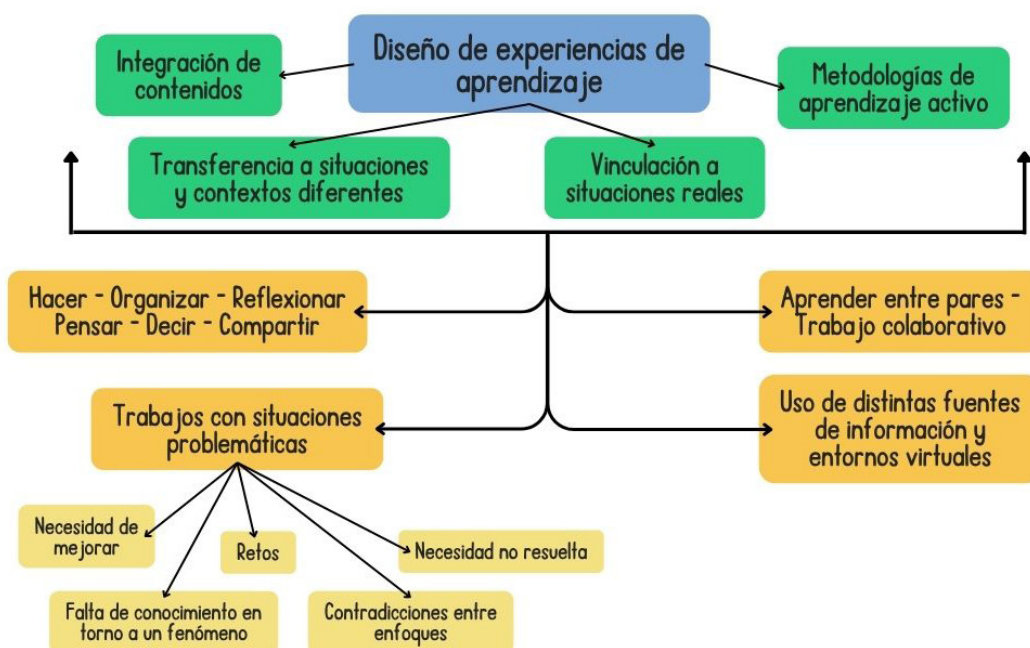 Diseño de experiencias de
aprendizaje
Integración de
contenidos
Metodologías de
aprendizaje activo
Transferencia a situaciones
y contextos diferentes
Vinculación a
situaciones reales
Hacer - Organizar - Reflexionar
Pensar - Decir - Compartir
Aprender entre pares -
Trabajo colaborativo
Trabajos con situaciones
problemáticas
Uso de distintas fuentes
de información y
entornos virtuales
Necesidad de
mejorar
Retos
Necesidad no resuelta
Falta de conocimiento en
torno a un fenómeno
Contradicciones entre
enfoques